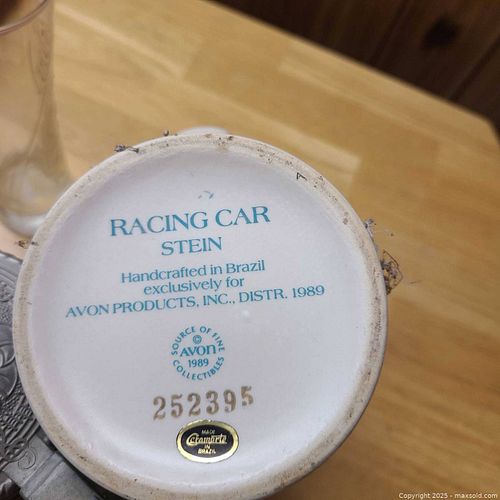 RACING CAR
STEIN
Handcrafted in Brazil
exclusively for
AVON PRODUCTS, INC., DISTR. 1989
SOURCE OF FINE
©
AVON
1989
COLLECTIBLES
252395
MADE
Ceramarte
IN
BRAZIL
Copyright 2025 - maxsold.com